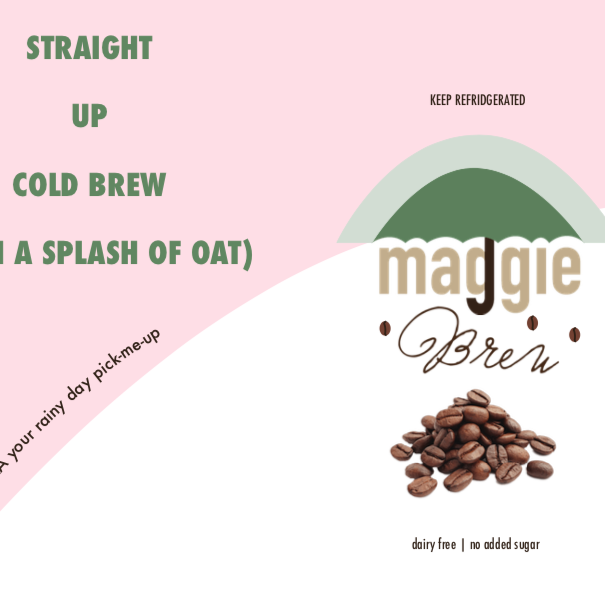 STRAIGHT
UP
COLD BREW
A SPLASH OF OAT)
A your rainy day pick-me-up
KEEP REFRIDGERATED
maggie
Brew
dairy free | no added sugar